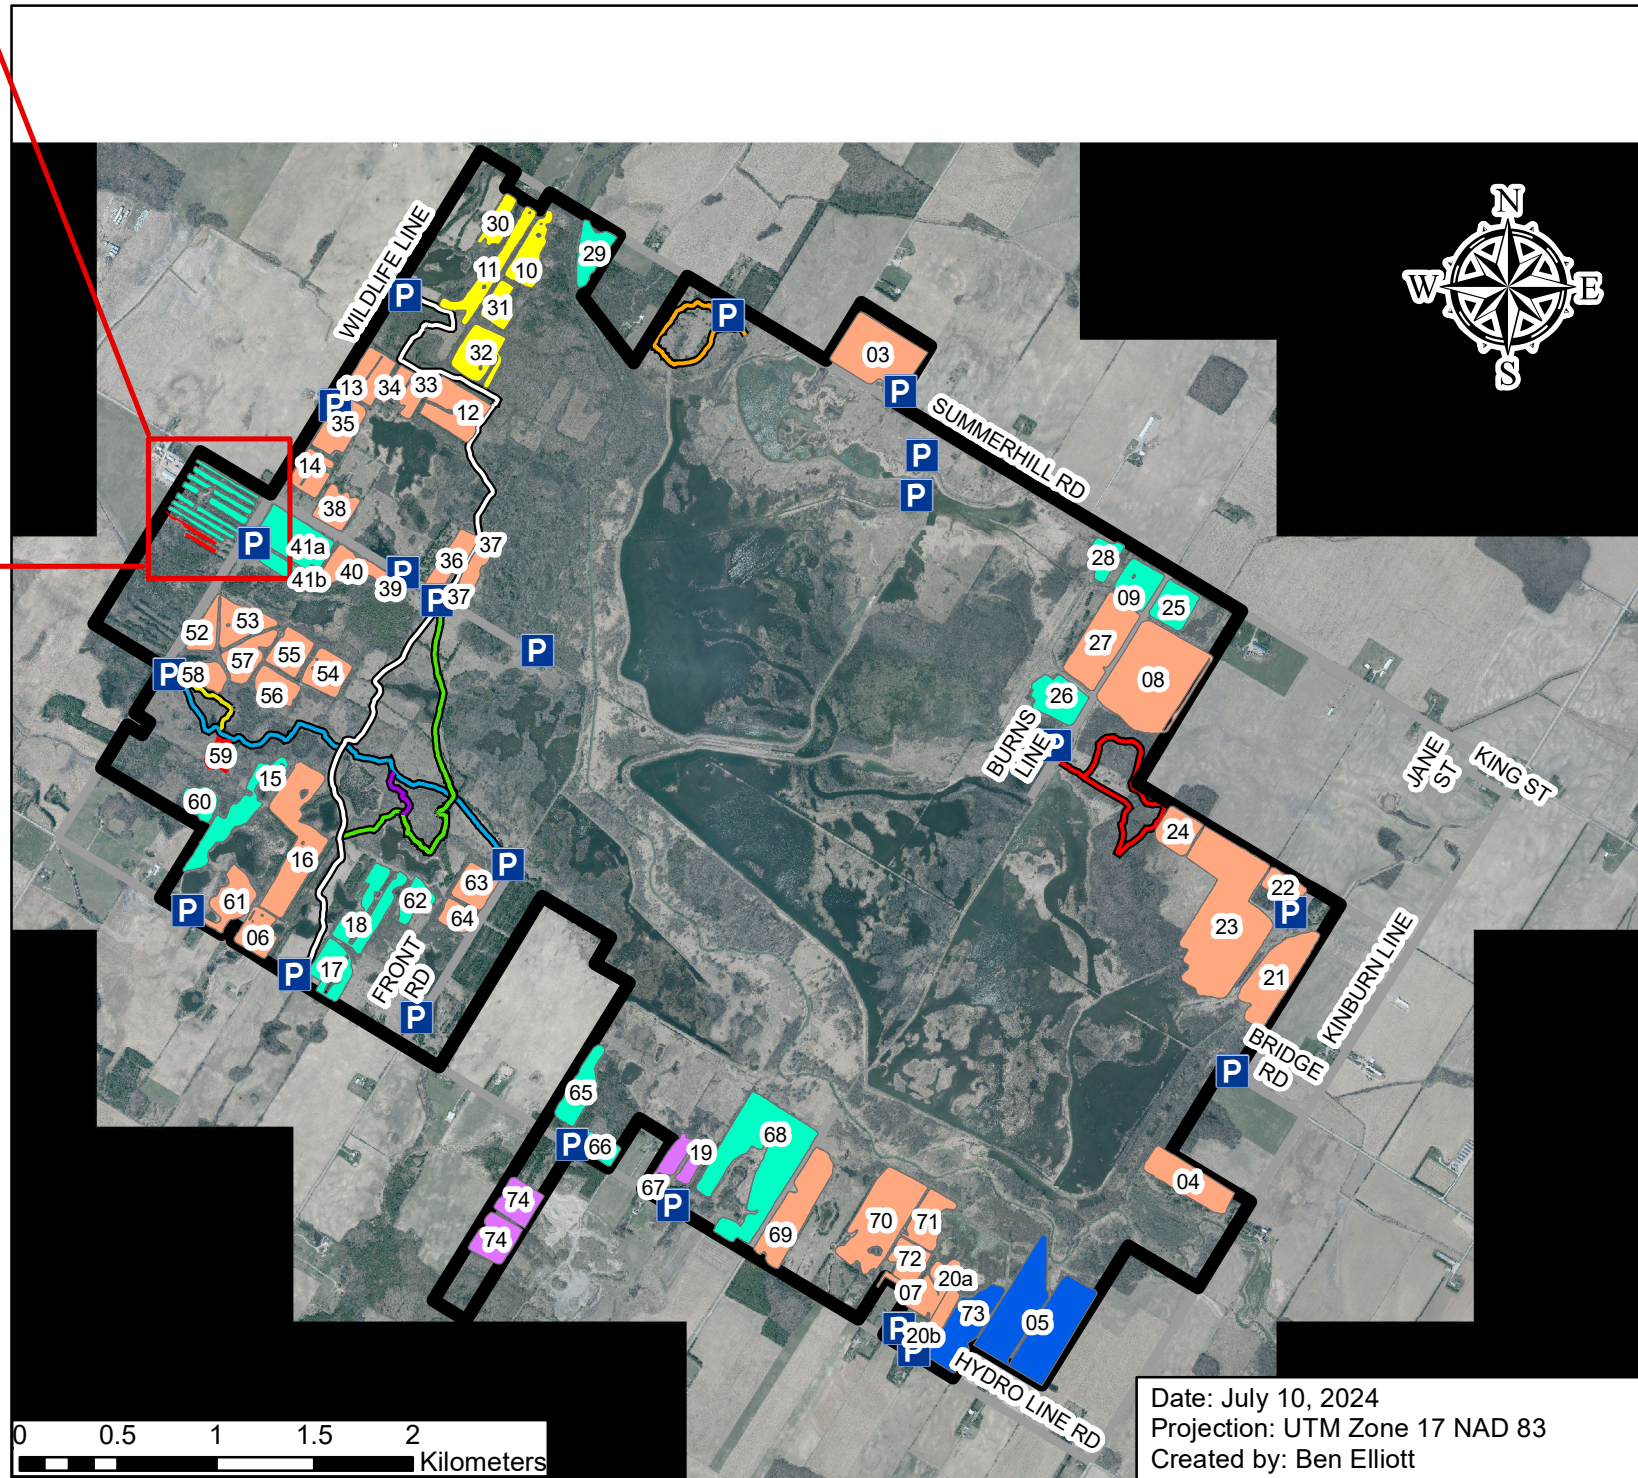 N
W
E
S
WILDLIFE LINE
30
29
11
10
P
31
P
32
03
13
34
33
P
P
12
35
SUMMERHILL RD
14
P
P
38
P
41a
41b
40
39
P
36
37
37
P
28
09
25
27
52
53
P
57
55
54
P
58
56
08
26
BURNS
LINE
P
59
15
60
JANE
ST
KING ST
16
24
P
63
22
61
P
62
64
P
23
06
18
17
P
FRONT
RD
P
21
KINBURN LINE
BRIDGE
RD
P
65
P
66
19
68
67
P
04
74
74
70
71
69
72
20a
07
73
05
P
20b
P
HYDRO LINE RD
0 0.5 1 1.5 2
Kilometers
Date: July 10, 2024
Projection: UTM Zone 17 NAD 83
Created by: Ben Elliott